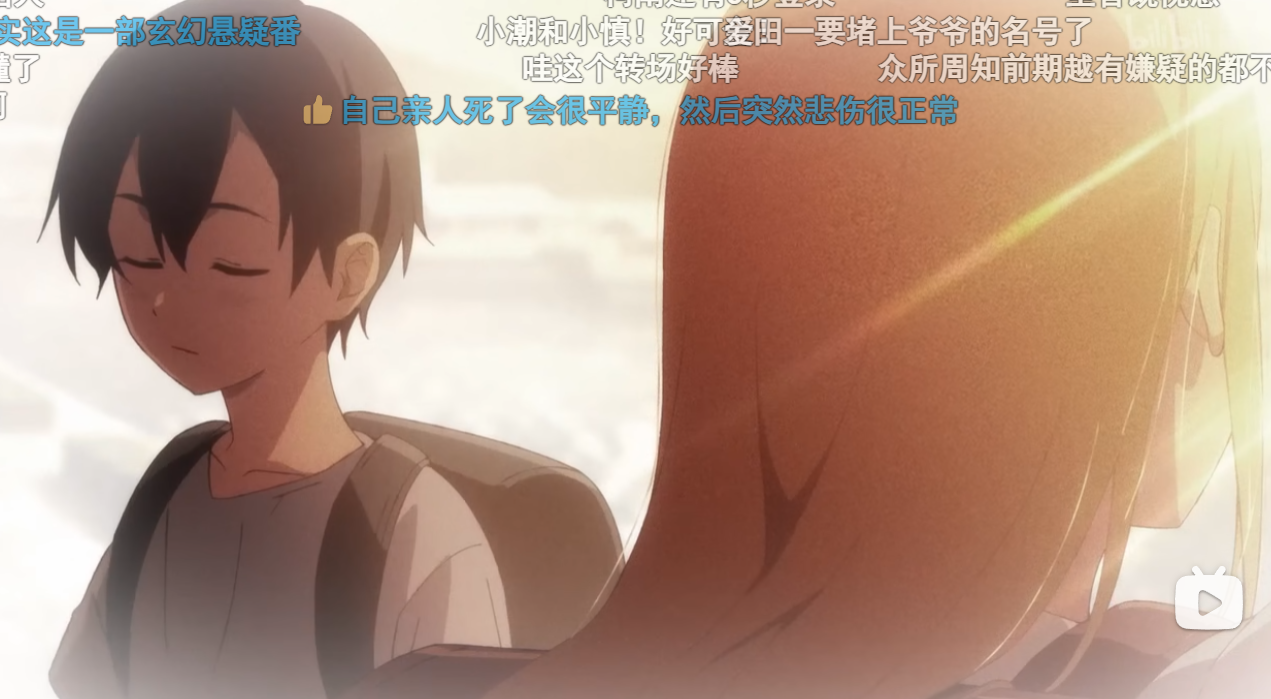 实这是一部玄幻悬疑番
小潮和小慎！好可爱
一要堵上爷爷的名号了
懂了
哇这个转场好棒
众所周知前期越有嫌疑的都不
自己亲人死了会很平静，然后突然悲伤很正常
bilibili